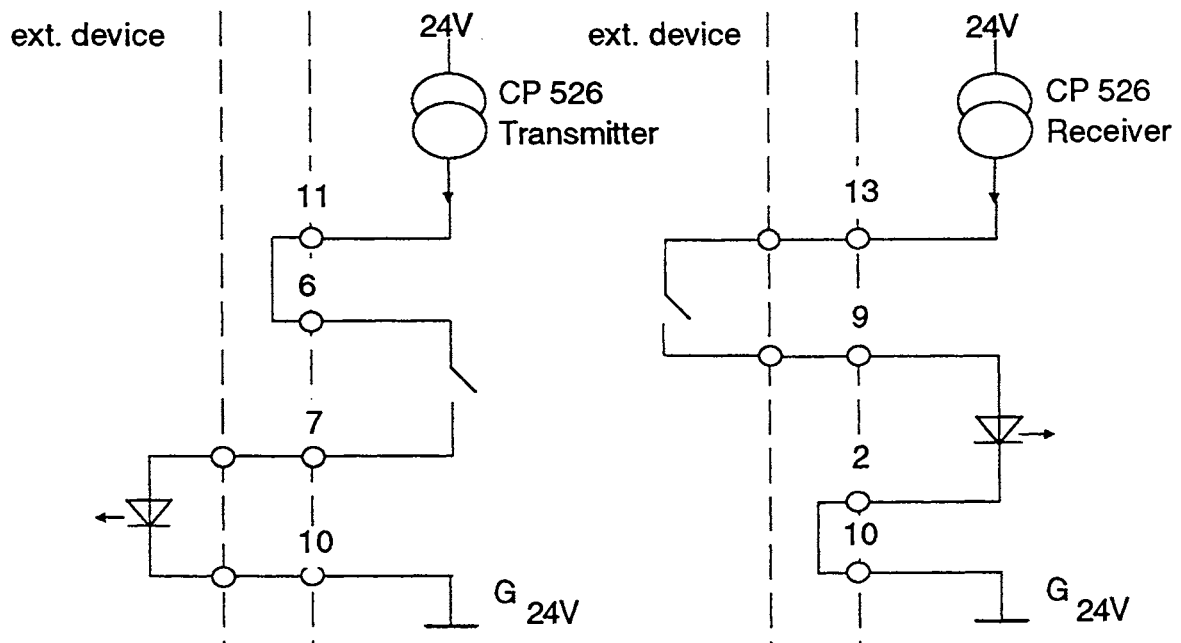 ext. device
24V
CP 526
Transmitter
11
6
7
10
G 24V
ext. device
24V
CP 526
Receiver
13
9
2
10
G 24V